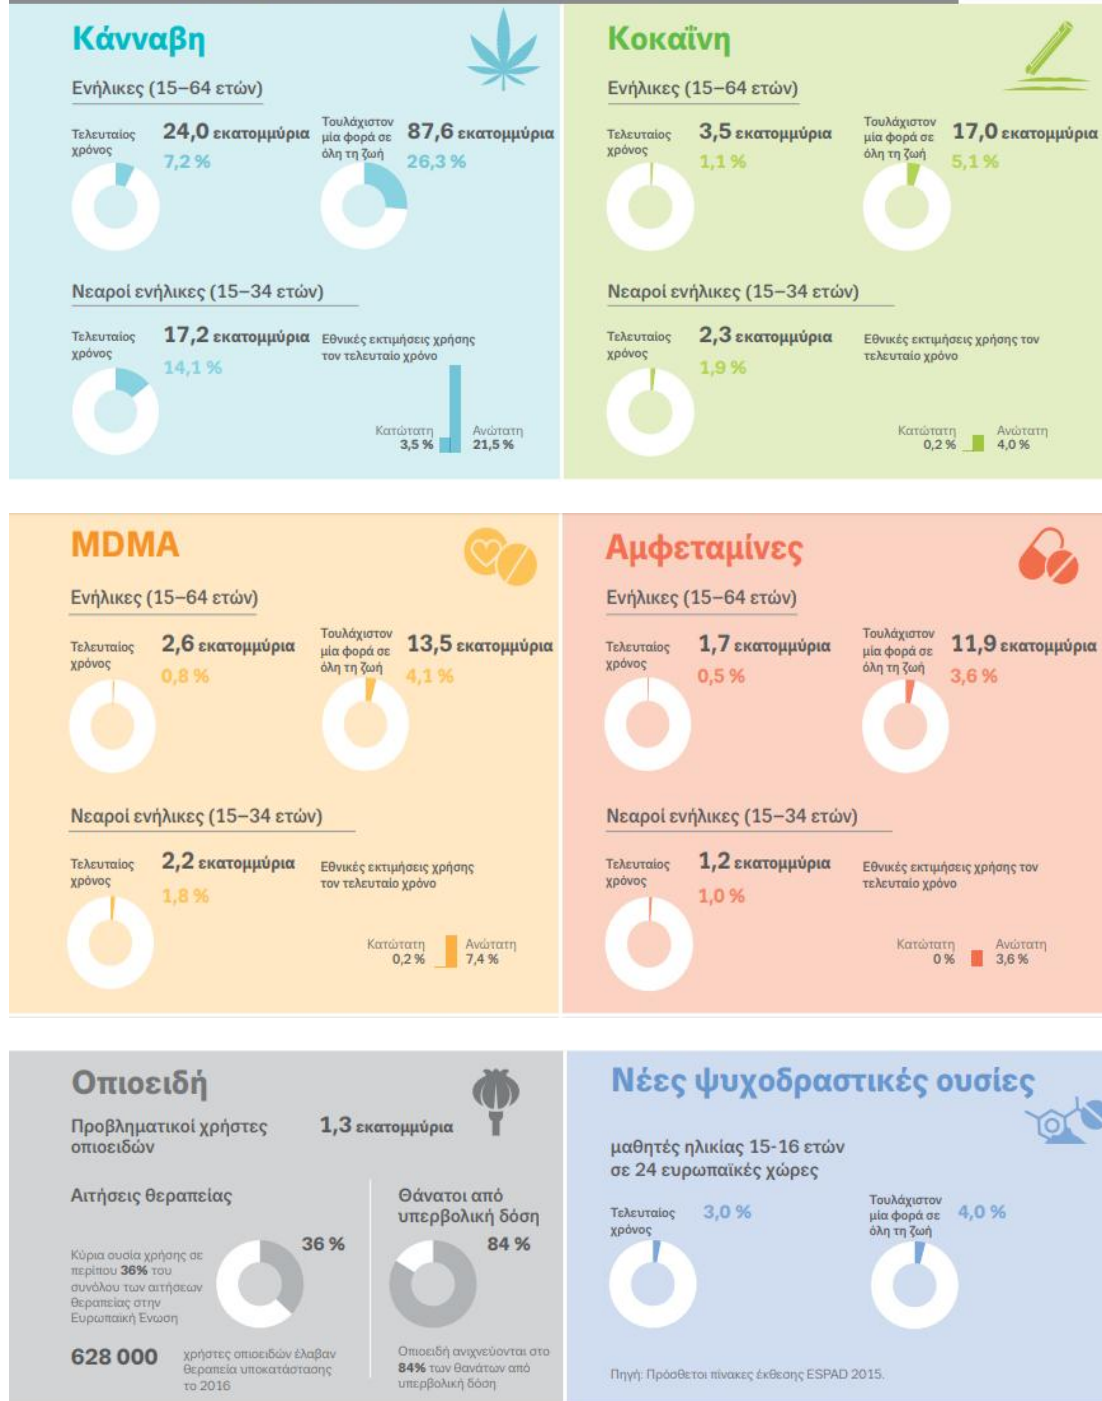 Κάνναβη
Ενήλικες (15–64 ετών)
Τελευταίος
χρόνος
24,0 εκατομμύρια
7,2 %
Τουλάχιστον
μία φορά σε
όλη τη ζωή
87,6 εκατομμύρια
26,3 %
Νεαροί ενήλικες (15–34 ετών)
Τελευταίος
χρόνος
17,2 εκατομμύρια
14,1 %
Εθνικές εκτιμήσεις χρήσης
τον τελευταίο χρόνο
Κατώτατη
3,5 %
Ανώτατη
21,5 %
Κοκαΐνη
Ενήλικες (15–64 ετών)
Τελευταίος
χρόνος
3,5 εκατομμύρια
1,1 %
Τουλάχιστον
μία φορά σε
όλη τη ζωή
17,0 εκατομμύρια
5,1 %
Νεαροί ενήλικες (15–34 ετών)
Τελευταίος
χρόνος
2,3 εκατομμύρια
1,9 %
Εθνικές εκτιμήσεις χρήσης τον
τελευταίο χρόνο
Κατώτατη
0,2 %
Ανώτατη
4,0 %
MDMA
Ενήλικες (15–64 ετών)
Τελευταίος
χρόνος
2,6 εκατομμύρια
0,8 %
Τουλάχιστον
μία φορά σε
όλη τη ζωή
13,5 εκατομμύρια
4,1 %
Νεαροί ενήλικες (15–34 ετών)
Τελευταίος
χρόνος
2,2 εκατομμύρια
1,8 %
Εθνικές εκτιμήσεις χρήσης
τον τελευταίο χρόνο
Κατώτατη
0,2 %
Ανώτατη
7,4 %
Αμφεταμίνες
Ενήλικες (15–64 ετών)
Τελευταίος
χρόνος
1,7 εκατομμύρια
0,5 %
Τουλάχιστον
μία φορά σε
όλη τη ζωή
11,9 εκατομμύρια
3,6 %
Νεαροί ενήλικες (15–34 ετών)
Τελευταίος
χρόνος
1,2 εκατομμύρια
1,0 %
Εθνικές εκτιμήσεις χρήσης τον
τελευταίο χρόνο
Κατώτατη
0 %
Ανώτατη
3,6 %
Οπιοειδή
Προβληματικοί χρήστες
οπιοειδών
1,3 εκατομμύρια
Αιτήσεις θεραπείας
36 %
Κύρια ουσία χρήσης σε
περίπου 36% του
συνόλου των αιτήσεων
θεραπείας στην
Ευρωπαϊκή Ένωση
628 000
χρήστες οπιοειδών έλαβαν
θεραπεία υποκατάστασης
το 2016
Θάνατοι από
υπερβολική δόση
84 %
Οπιοειδή ανιχνεύονται στο
84% των θανάτων από
υπερβολική δόση
Νέες ψυχοδραστικές ουσίες
μαθητές ηλικίας 15-16 ετών
σε 24 ευρωπαϊκές χώρες
Τελευταίος
χρόνος
3,0 %
Τουλάχιστον
μία φορά σε
όλη τη ζωή
4,0 %
Πηγή: Πρόσθετοι πίνακες έκθεσης ESPAD 2015.